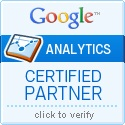 Google™
ANALYTICS
CERTIFIED
PARTNER
click to verify